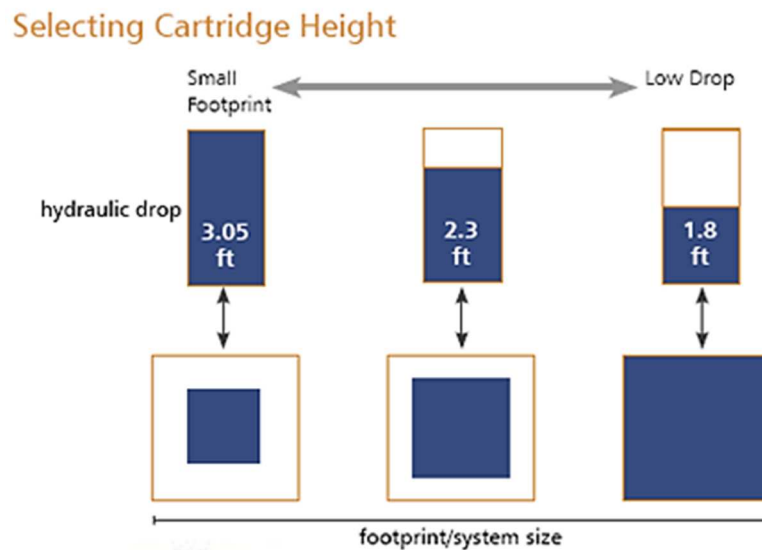 Selecting Cartridge Height
Small
Footprint
Low Drop
hydraulic drop
3.05
ft
2.3
ft
1.8
ft
footprint/system size